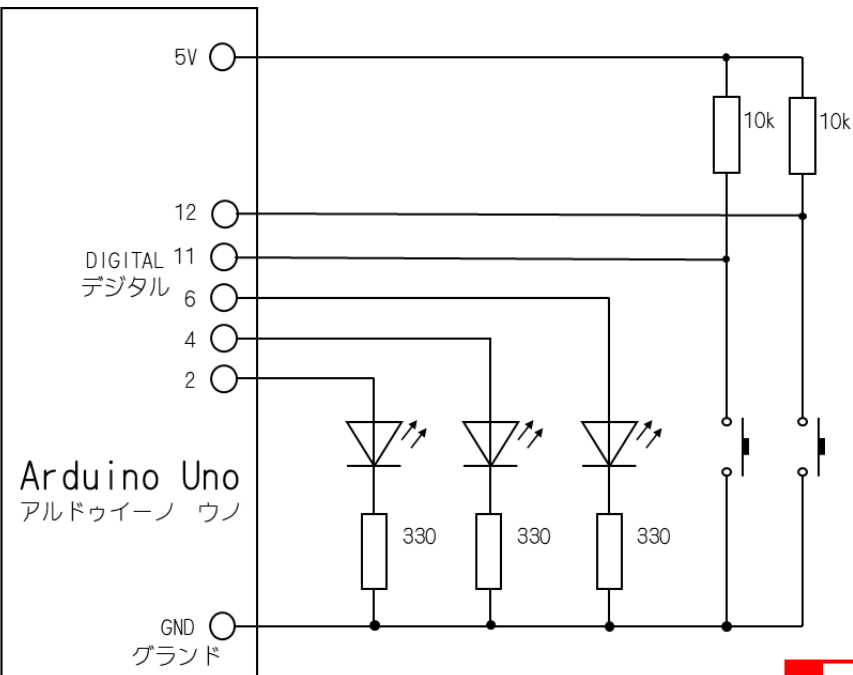 5V
10k
10k
12
DIGITAL 11
デジタル
6
4
2
Arduino Uno
アルドゥイーノ ウノ
330
330
330
GND
グランド